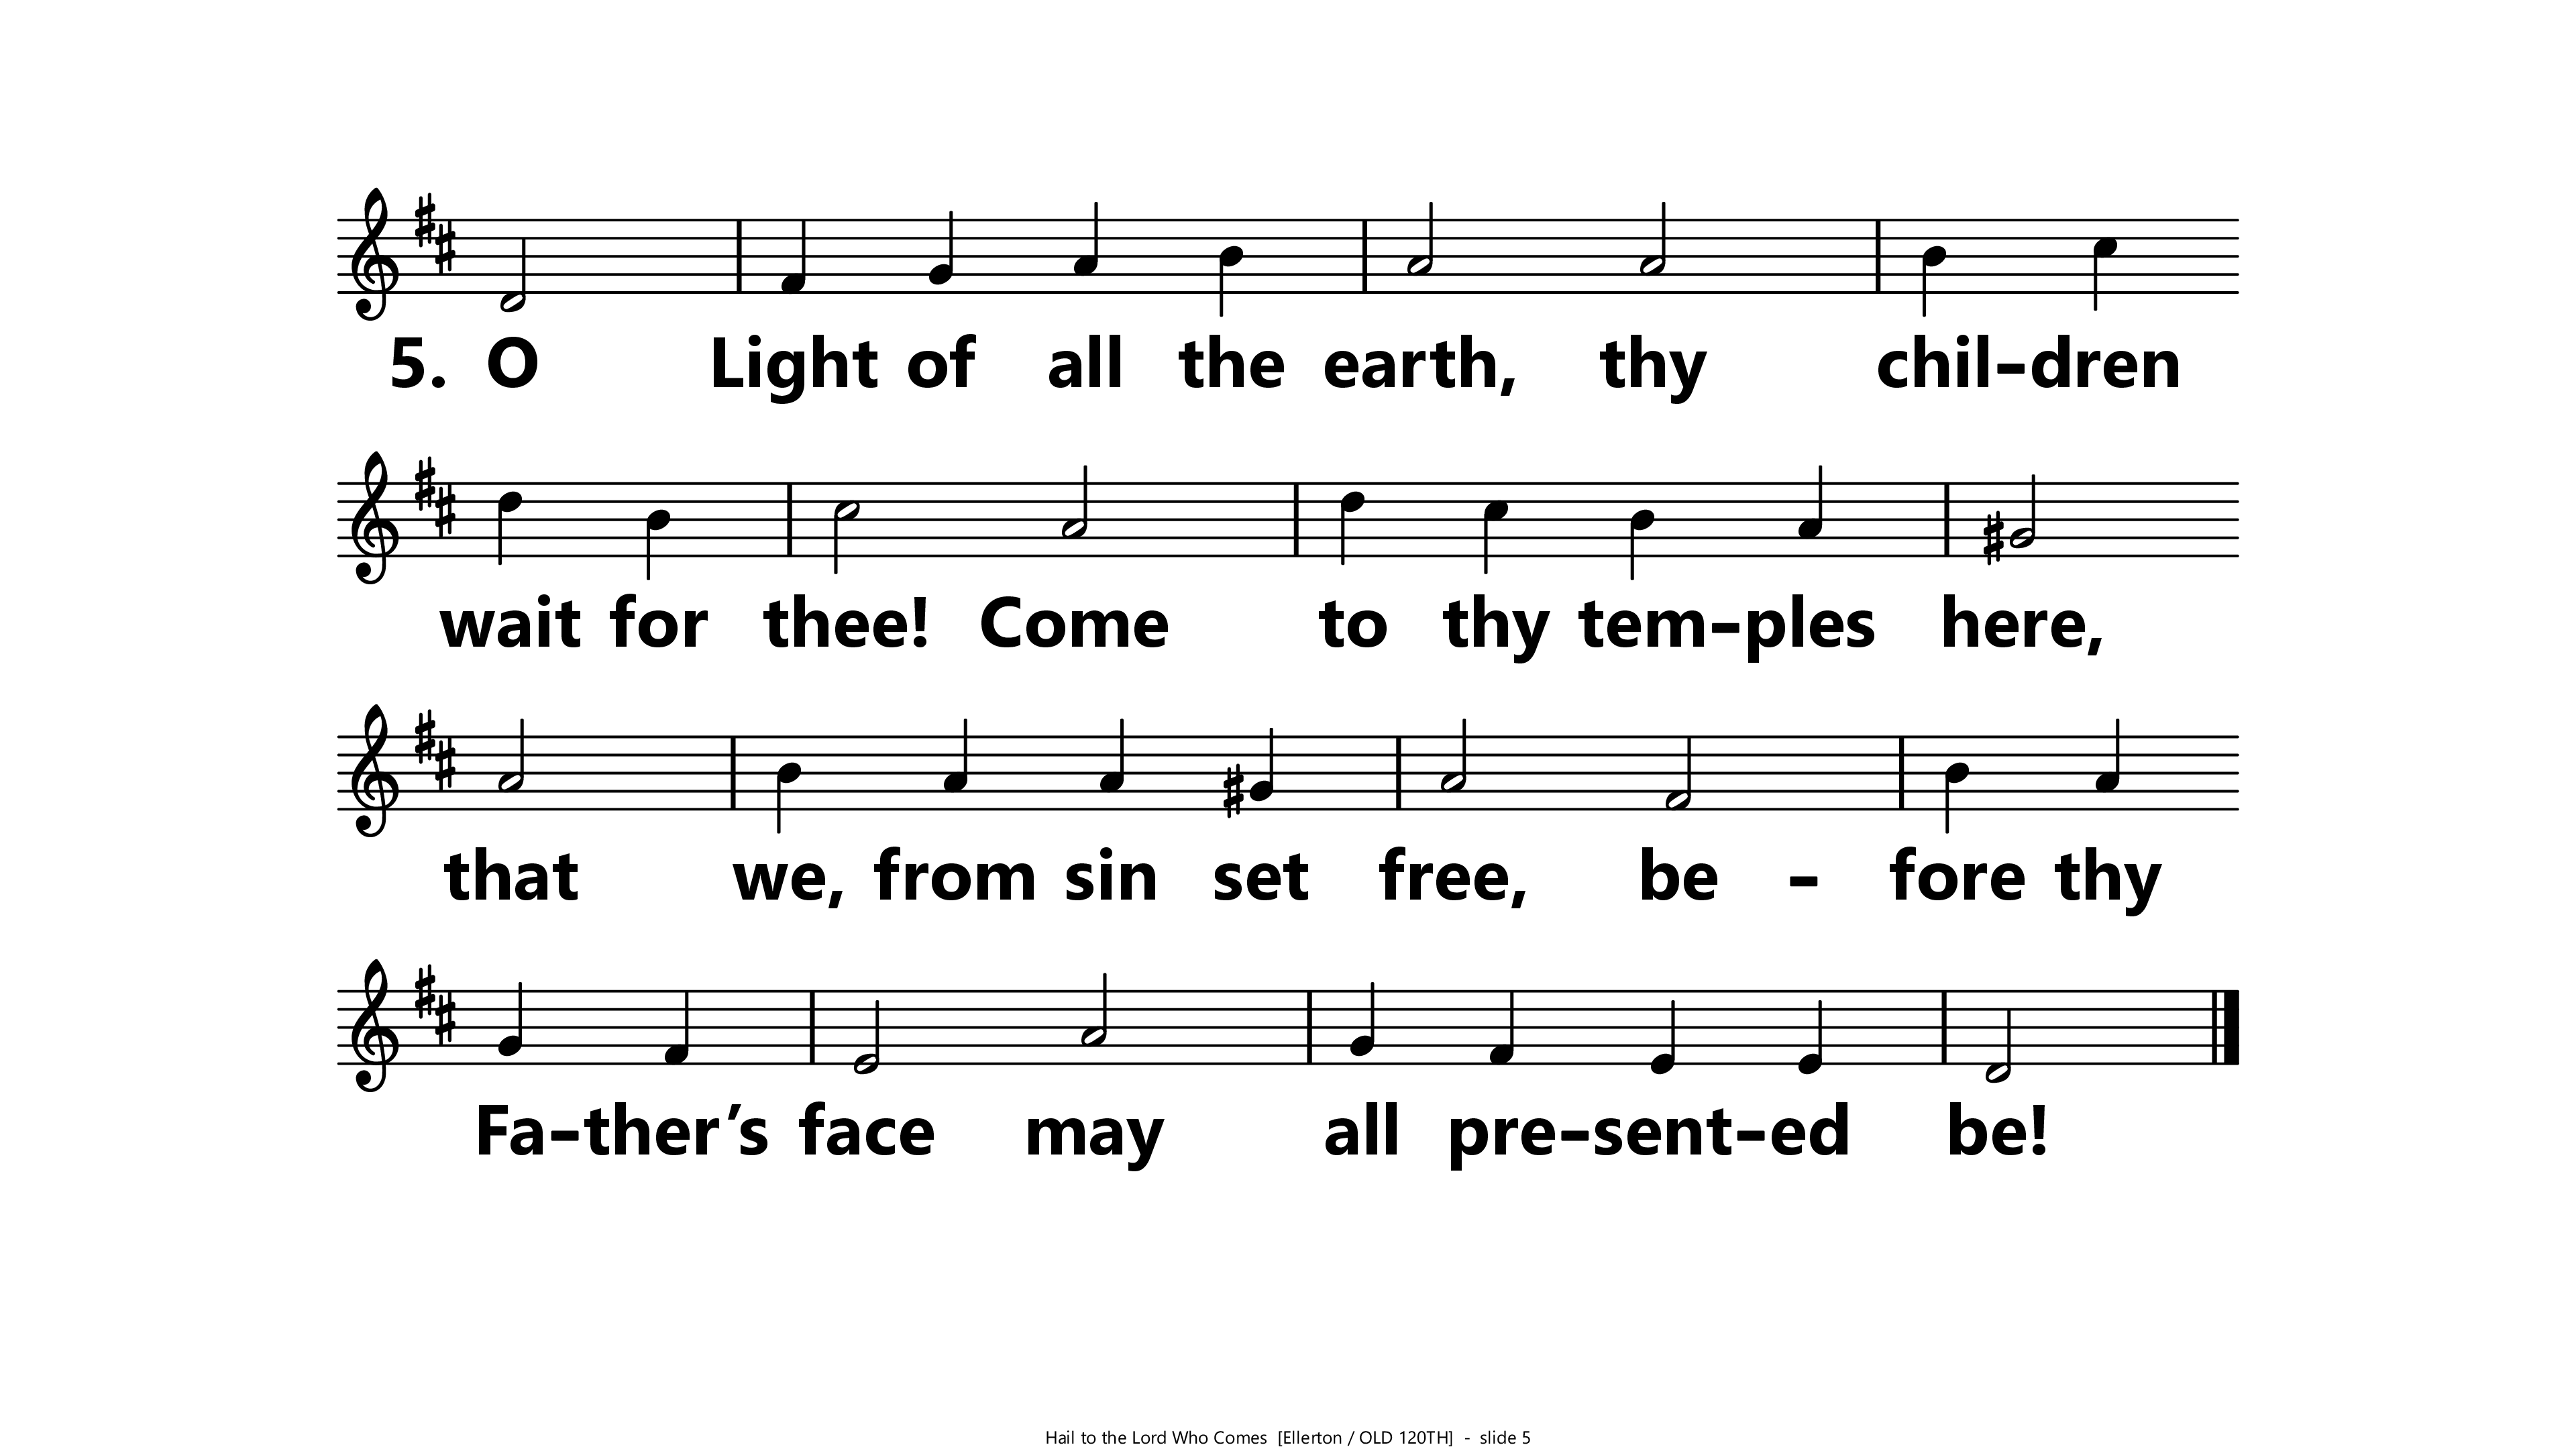 5. O Light of all the earth, thy chil-dren
wait for thee! Come to thy tem-ples here,
that we, from sin set free, be - fore thy
Fa-ther’s face may all pre-sent-ed be!
Hail to the Lord Who Comes [Ellerton / OLD 120TH] - slide 5